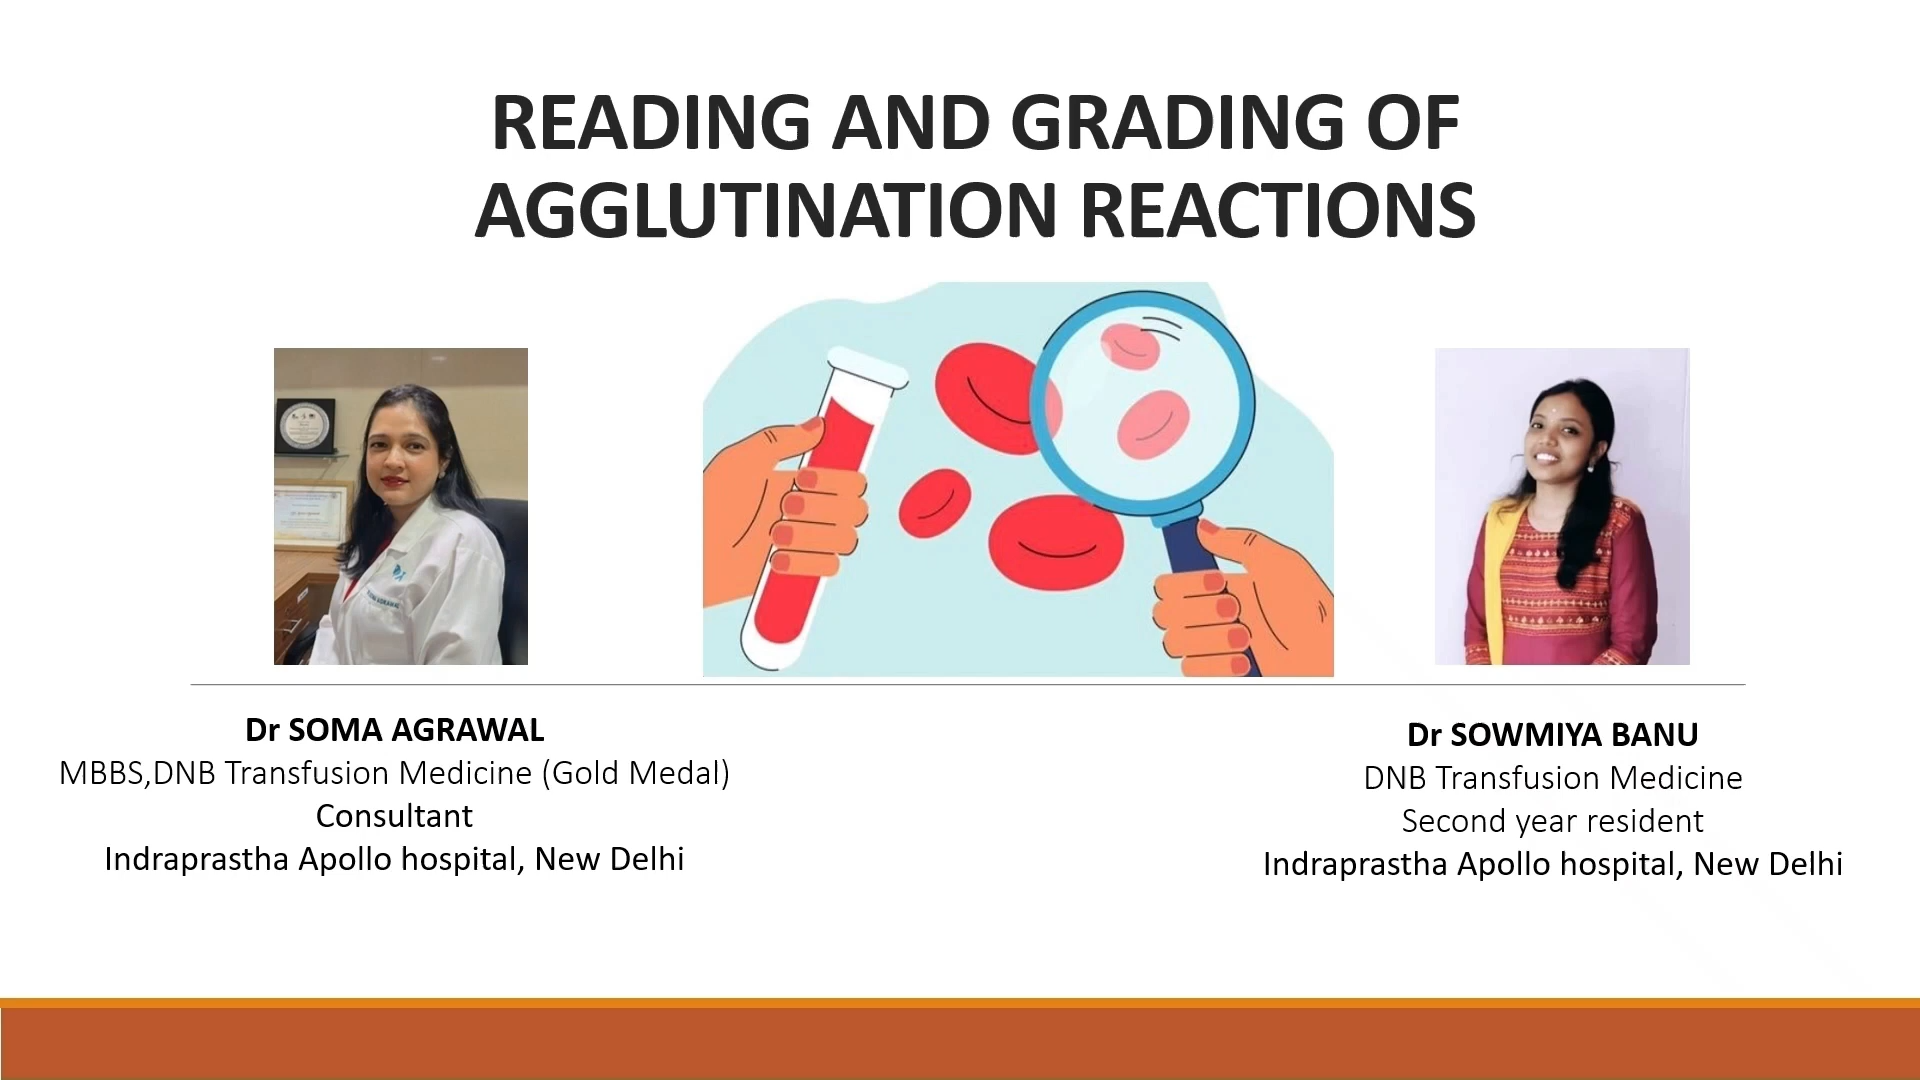 READING AND GRADING OF
AGGLUTINATION REACTIONS
Dr SOMA AGRAWAL
MBBS,DNB Transfusion Medicine (Gold Medal)
Consultant
Indraprastha Apollo hospital, New Delhi
Dr SOWMIYA BANU
DNB Transfusion Medicine
Second year resident
Indraprastha Apollo hospital, New Delhi